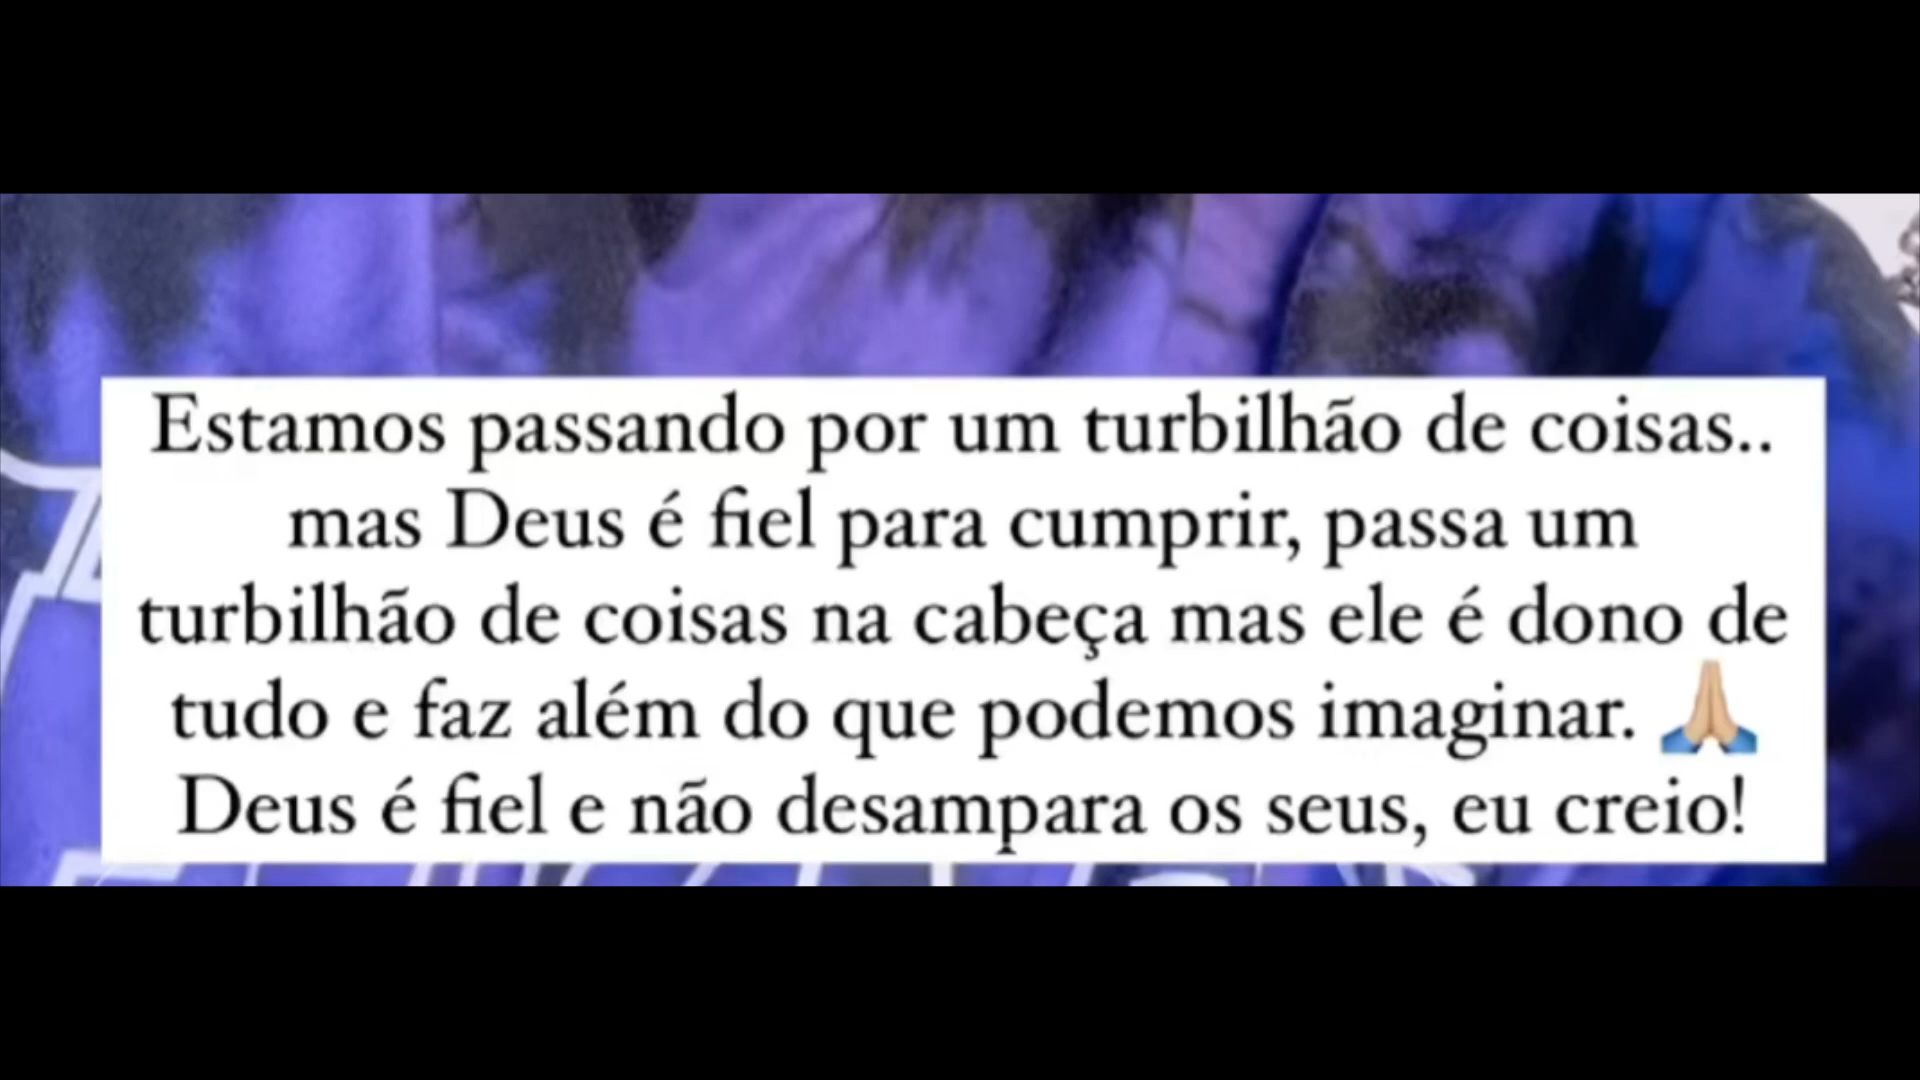 Estamos passando por um turbilhão de coisas..
mas Deus é fiel para cumprir, passa um
turbilhão de coisas na cabeça mas ele é dono de
tudo e faz além do que podemos imaginar. 🙏🏼
Deus é fiel e não desampara os seus, eu creio!